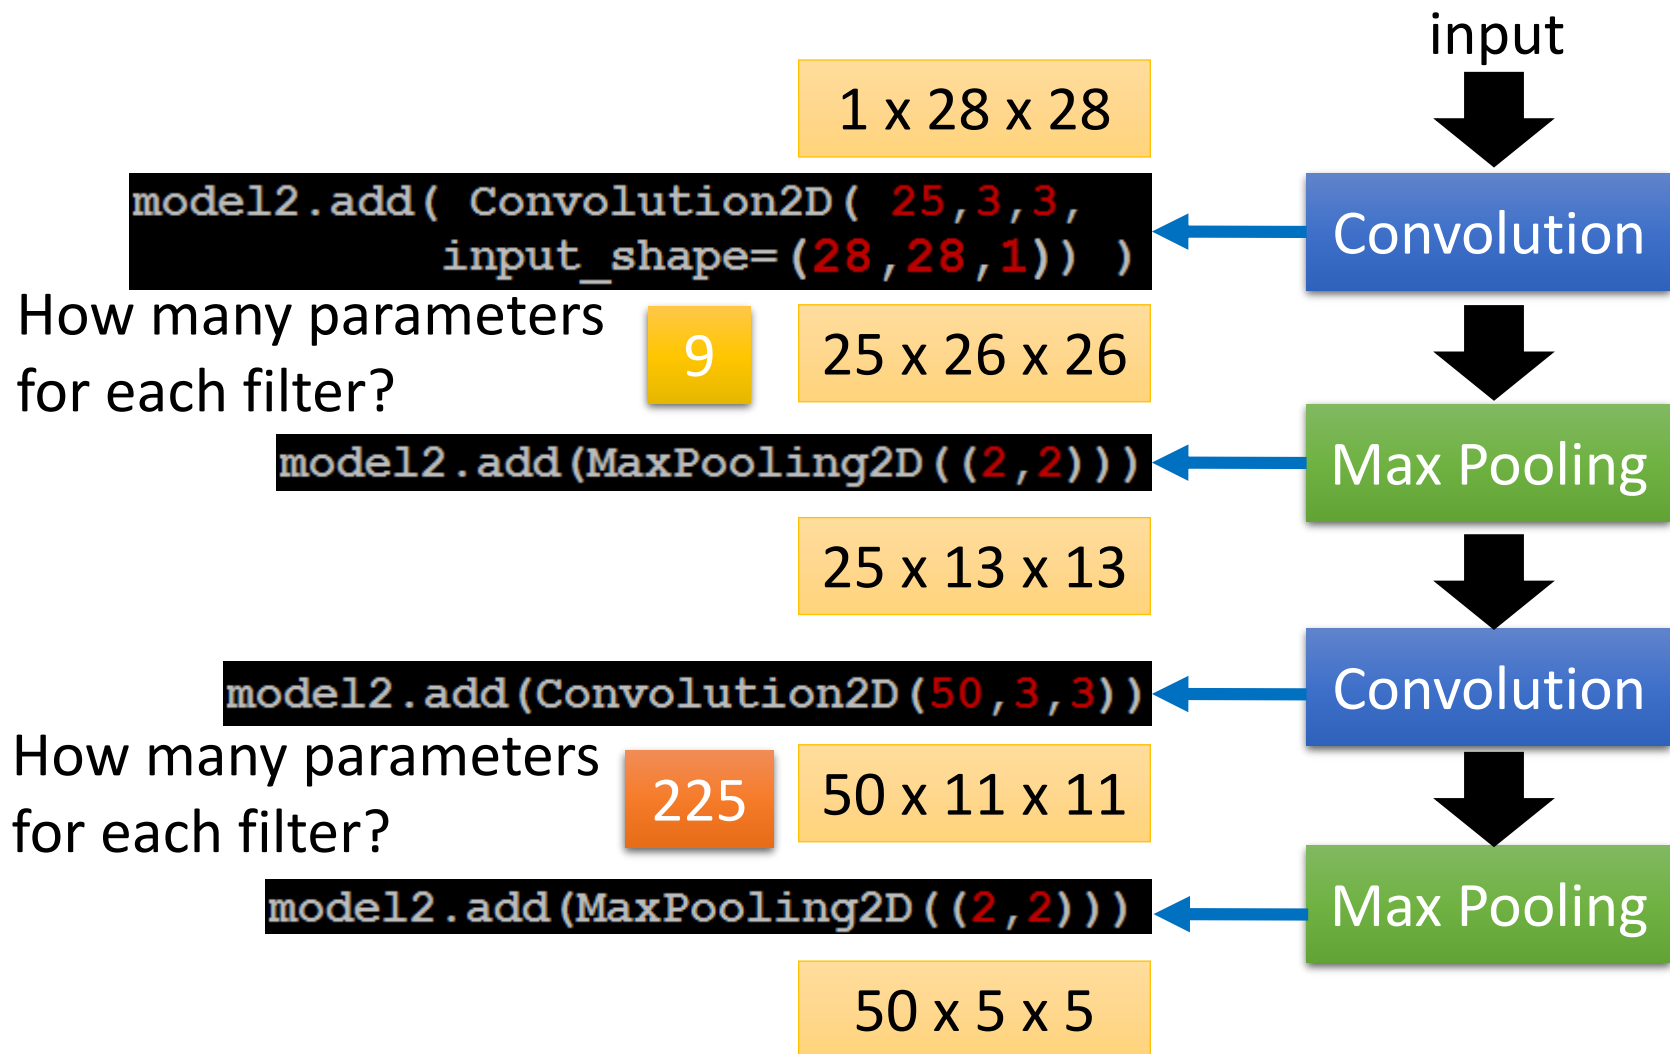 input
1 x 28 x 28
model2.add( Convolution2D( 25,3,3,
input_shape=(28,28,1)) )
Convolution
How many parameters
for each filter?
9
25 x 26 x 26
model2.add(MaxPooling2D((2,2)))
Max Pooling
25 x 13 x 13
model2.add(Convolution2D(50,3,3))
Convolution
How many parameters
for each filter?
225
50 x 11 x 11
model2.add(MaxPooling2D((2,2)))
Max Pooling
50 x 5 x 5